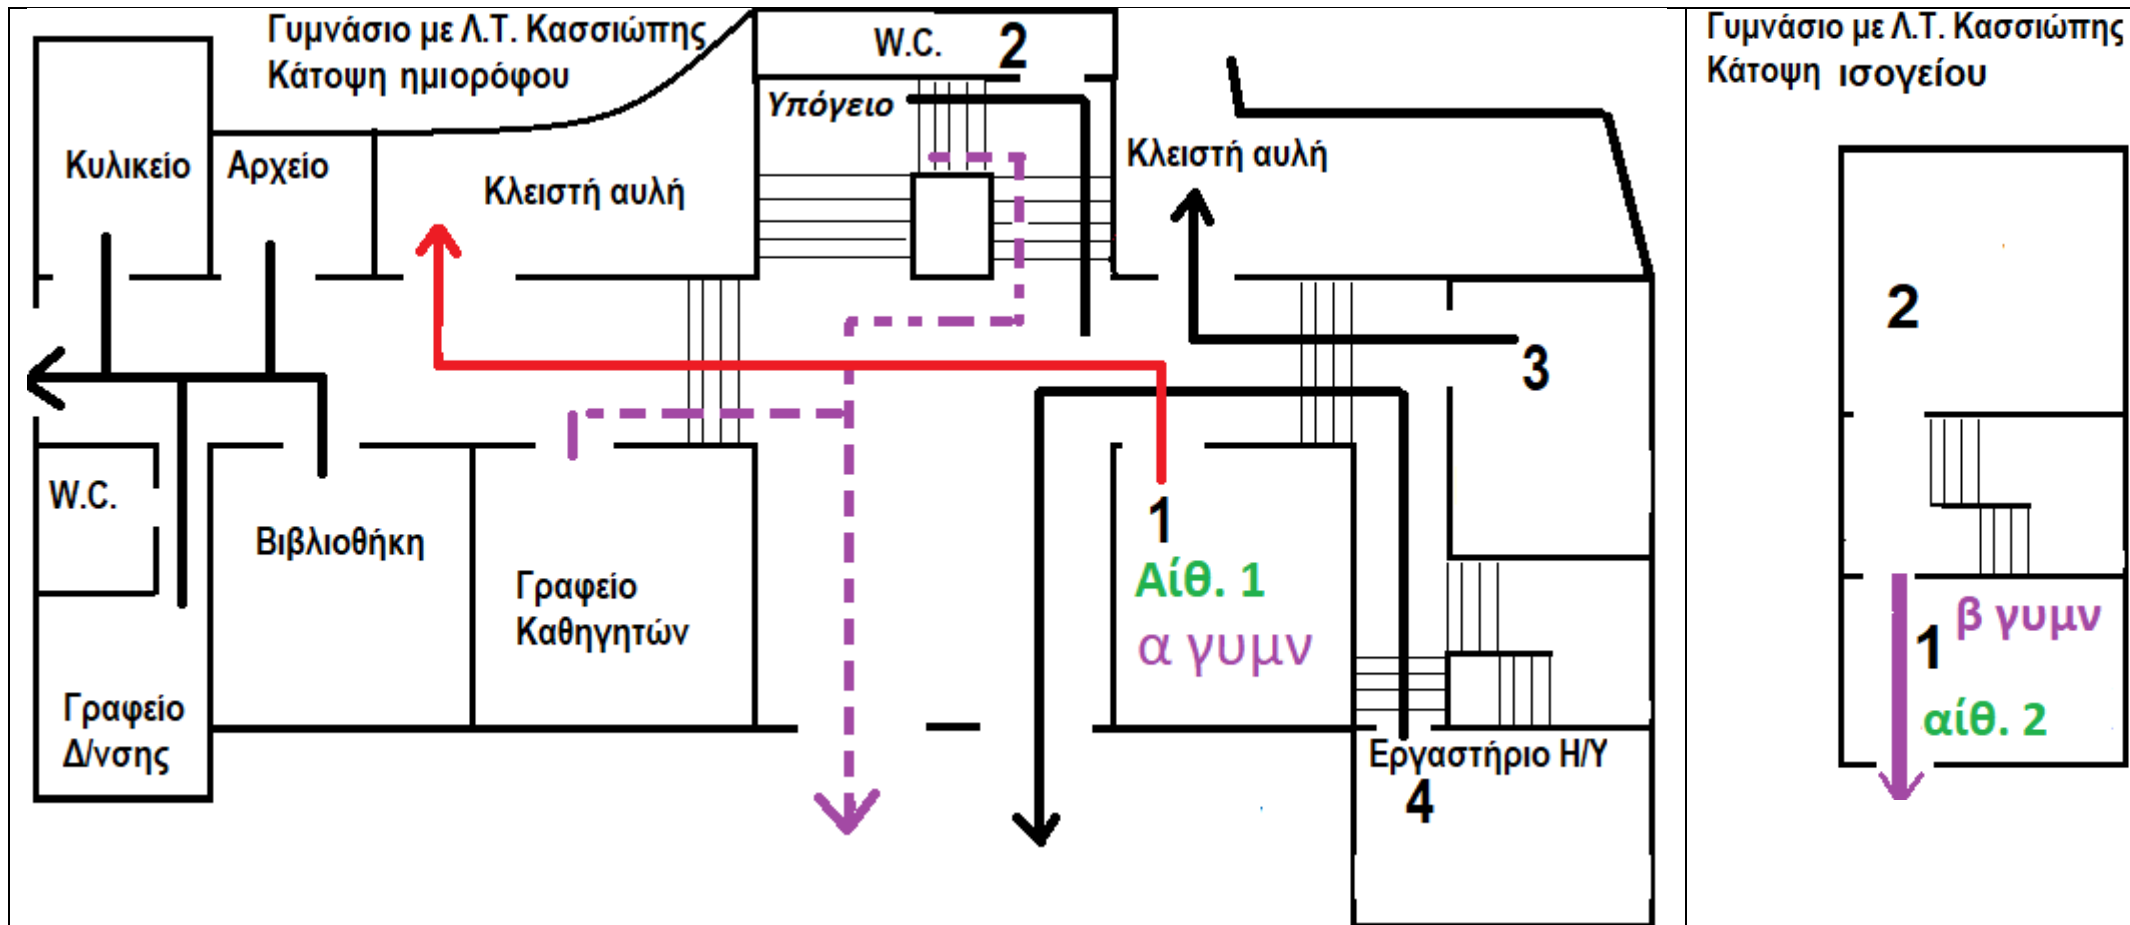 Γυμνάσιο με Λ.Τ. Κασσιώπης
Κάτοψη ημιορόφου
W.C. 2
Υπόγειο
Κυλικείο
Αρχείο
Κλειστή αυλή
Κλειστή αυλή
3
W.C.
Βιβλιοθήκη
Γραφείο
Καθηγητών
1
Αίθ. 1
α γυμν
Γραφείο
Δ/νσης
Εργαστήριο Η/Υ
4
Γυμνάσιο με Λ.Τ. Κασσιώπης
Κάτοψη ισογείου
2
1 β γυμν
αίθ. 2